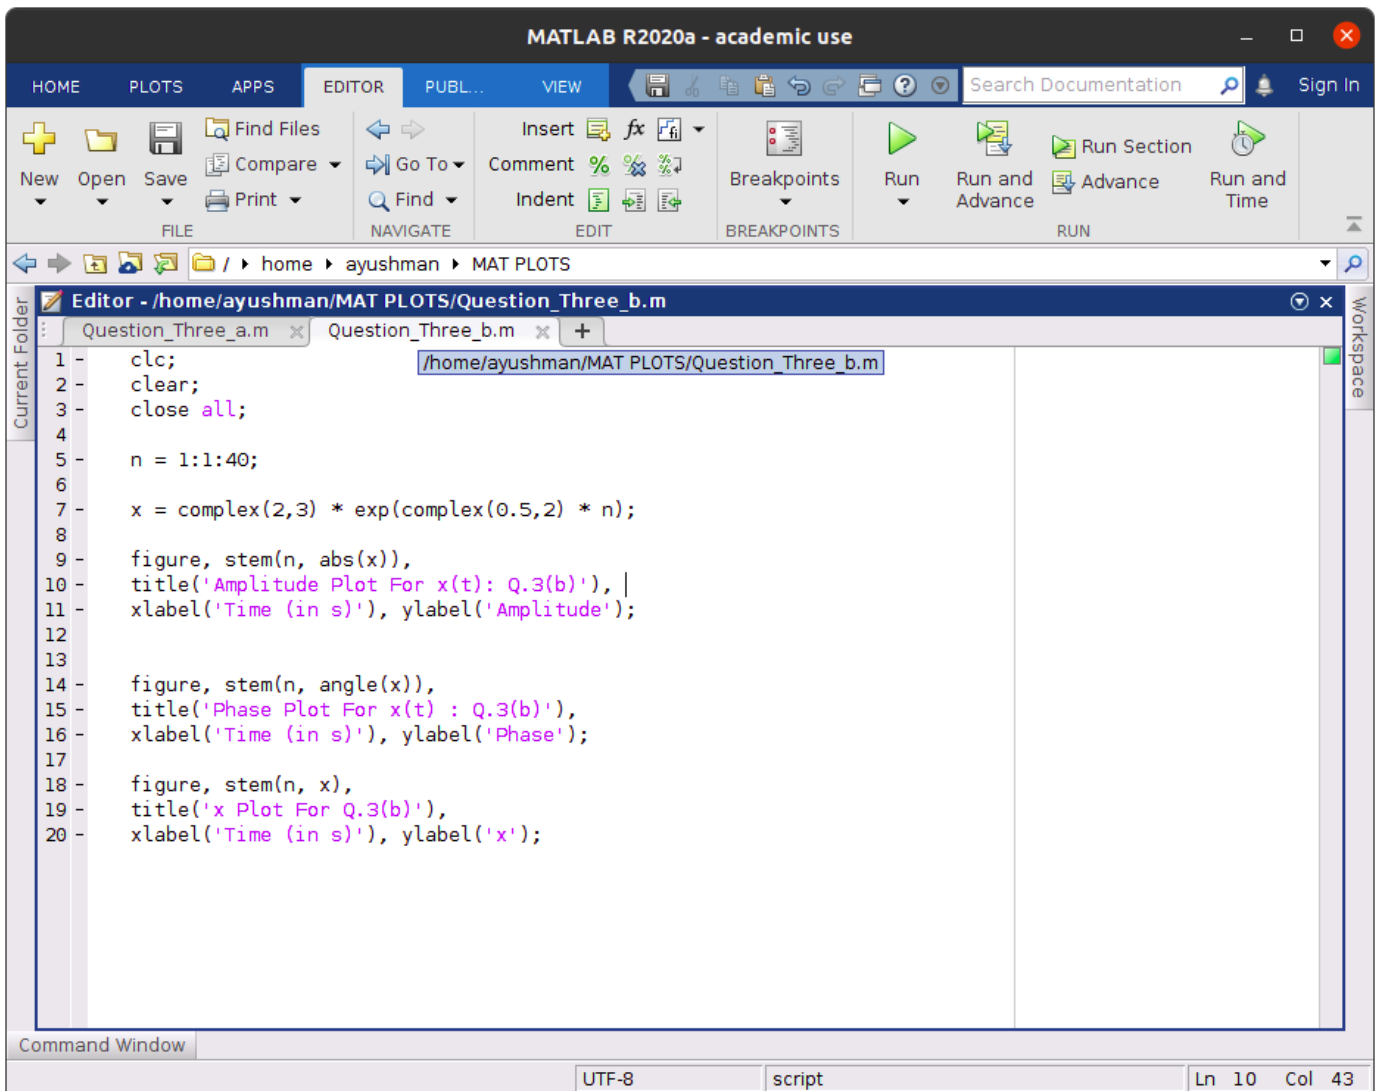 MATLAB R2020a - academic use
HOME PLOTS APPS EDITOR PUBL... VIEW Search Documentation Sign In
Find Files Insert fx
Compare Go To Comment % Run Section
New Open Save Print Find Indent Breakpoints Run Run and Advance Advance Run and Time
FILE NAVIGATE EDIT BREAKPOINTS RUN
/ home ayushman MAT PLOTS
Current Folder
Editor - /home/ayushman/MAT PLOTS/Question_Three_b.m
Workspace
Question_Three_a.m Question_Three_b.m +
/home/ayushman/MAT PLOTS/Question_Three_b.m
1 - clc;
2 - clear;
3 - close all;
4
5 - n = 1:1:40;
6
7 - x = complex(2,3) * exp(complex(0.5,2) * n);
8
9 - figure, stem(n, abs(x)),
10 - title('Amplitude Plot For x(t): Q.3(b)'),
11 - xlabel('Time (in s)'), ylabel('Amplitude');
12
13
14 - figure, stem(n, angle(x)),
15 - title('Phase Plot For x(t) : Q.3(b)'),
16 - xlabel('Time (in s)'), ylabel('Phase');
17
18 - figure, stem(n, x),
19 - title('x Plot For Q.3(b)'),
20 - xlabel('Time (in s)'), ylabel('x');
Command Window
UTF-8 script Ln 10 Col 43